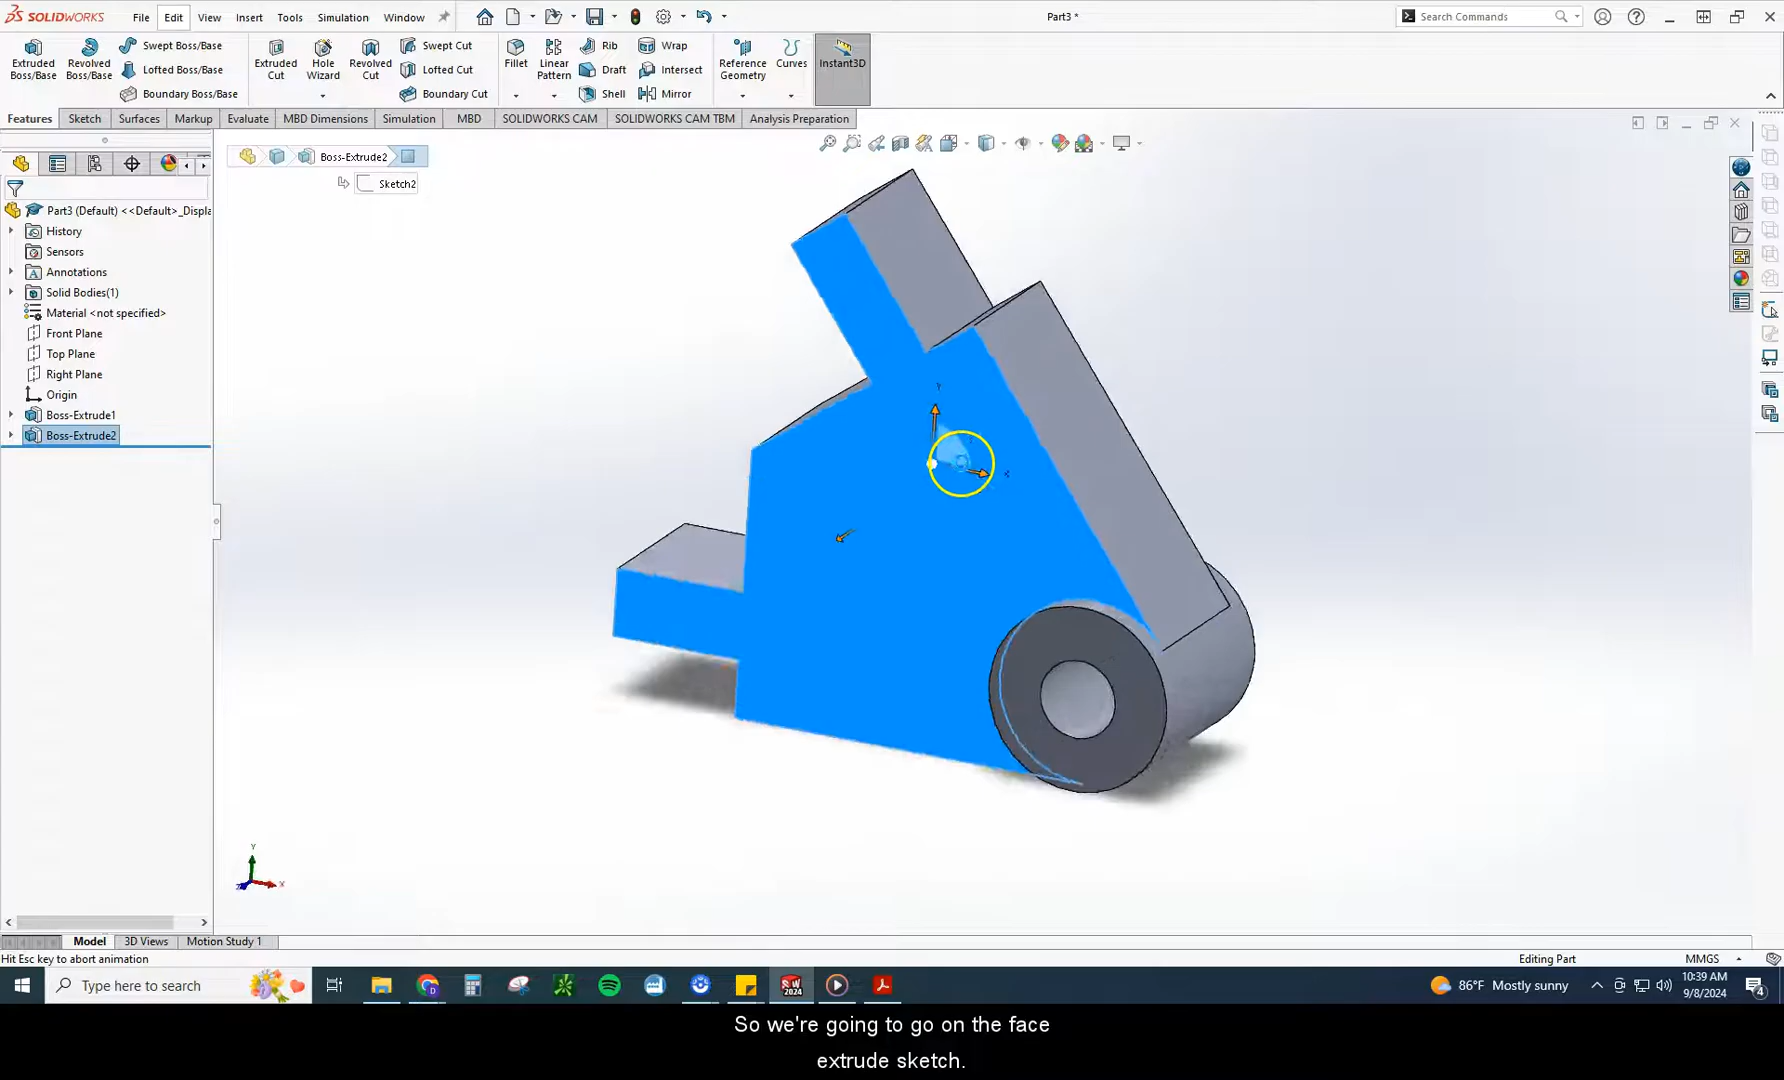 SOLIDWORKS File Edit View Insert Tools Simulation Window Part3 * Search Commands
Extruded Boss/Base Revolved Boss/Base Swept Boss/Base Lofted Boss/Base Boundary Boss/Base Extruded Cut Hole Wizard Revolved Cut Swept Cut Lofted Cut Boundary Cut Fillet Linear Pattern Rib Draft Shell Wrap Intersect Mirror Reference Geometry Curves Instant3D
Features Sketch Surfaces Markup Evaluate MBD Dimensions Simulation MBD SOLIDWORKS CAM SOLIDWORKS CAM TBM Analysis Preparation
Boss-Extrude2
Sketch2
Part3 (Default) <<Default>_Displa
History
Sensors
Annotations
Solid Bodies(1)
Material <not specified>
Front Plane
Top Plane
Right Plane
Origin
Boss-Extrude1
Boss-Extrude2
Y
X
Model 3D Views Motion Study 1
Hit Esc key to abort animation Editing Part MMGS
Type here to search 86°F Mostly sunny 10:39 AM
9/8/2024
So we're going to go on the face
extrude sketch.